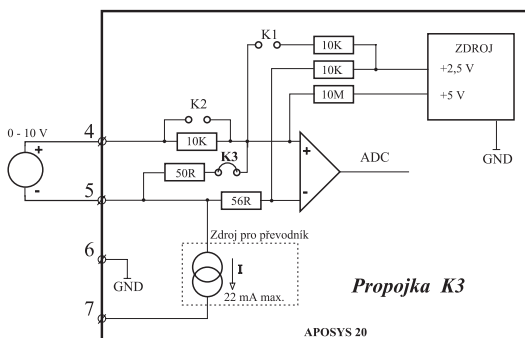 K1
10K
ZDROJ
10K
+2,5 V
K2
10M
+5 V
0 - 10 V
4
+
10K
K3
+
ADC
GND
50R
-
5
56R
-
Zdroj pro převodník
6
GND
I
22 mA max.
Propojka K3
7
APOSYS 20